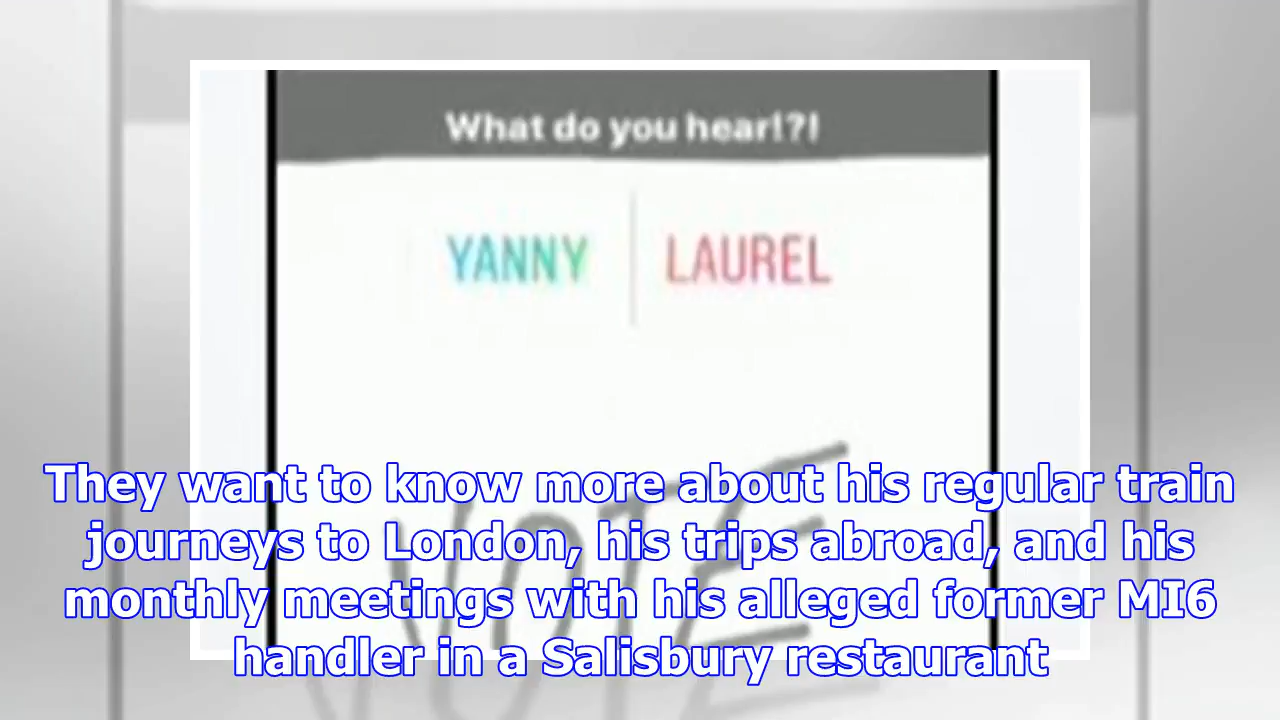 What do you hear!?!
YANNY LAUREL
VOTE
They want to know more about his regular train
journeys to London, his trips abroad, and his
monthly meetings with his alleged former MI6
handler in a Salisbury restaurant